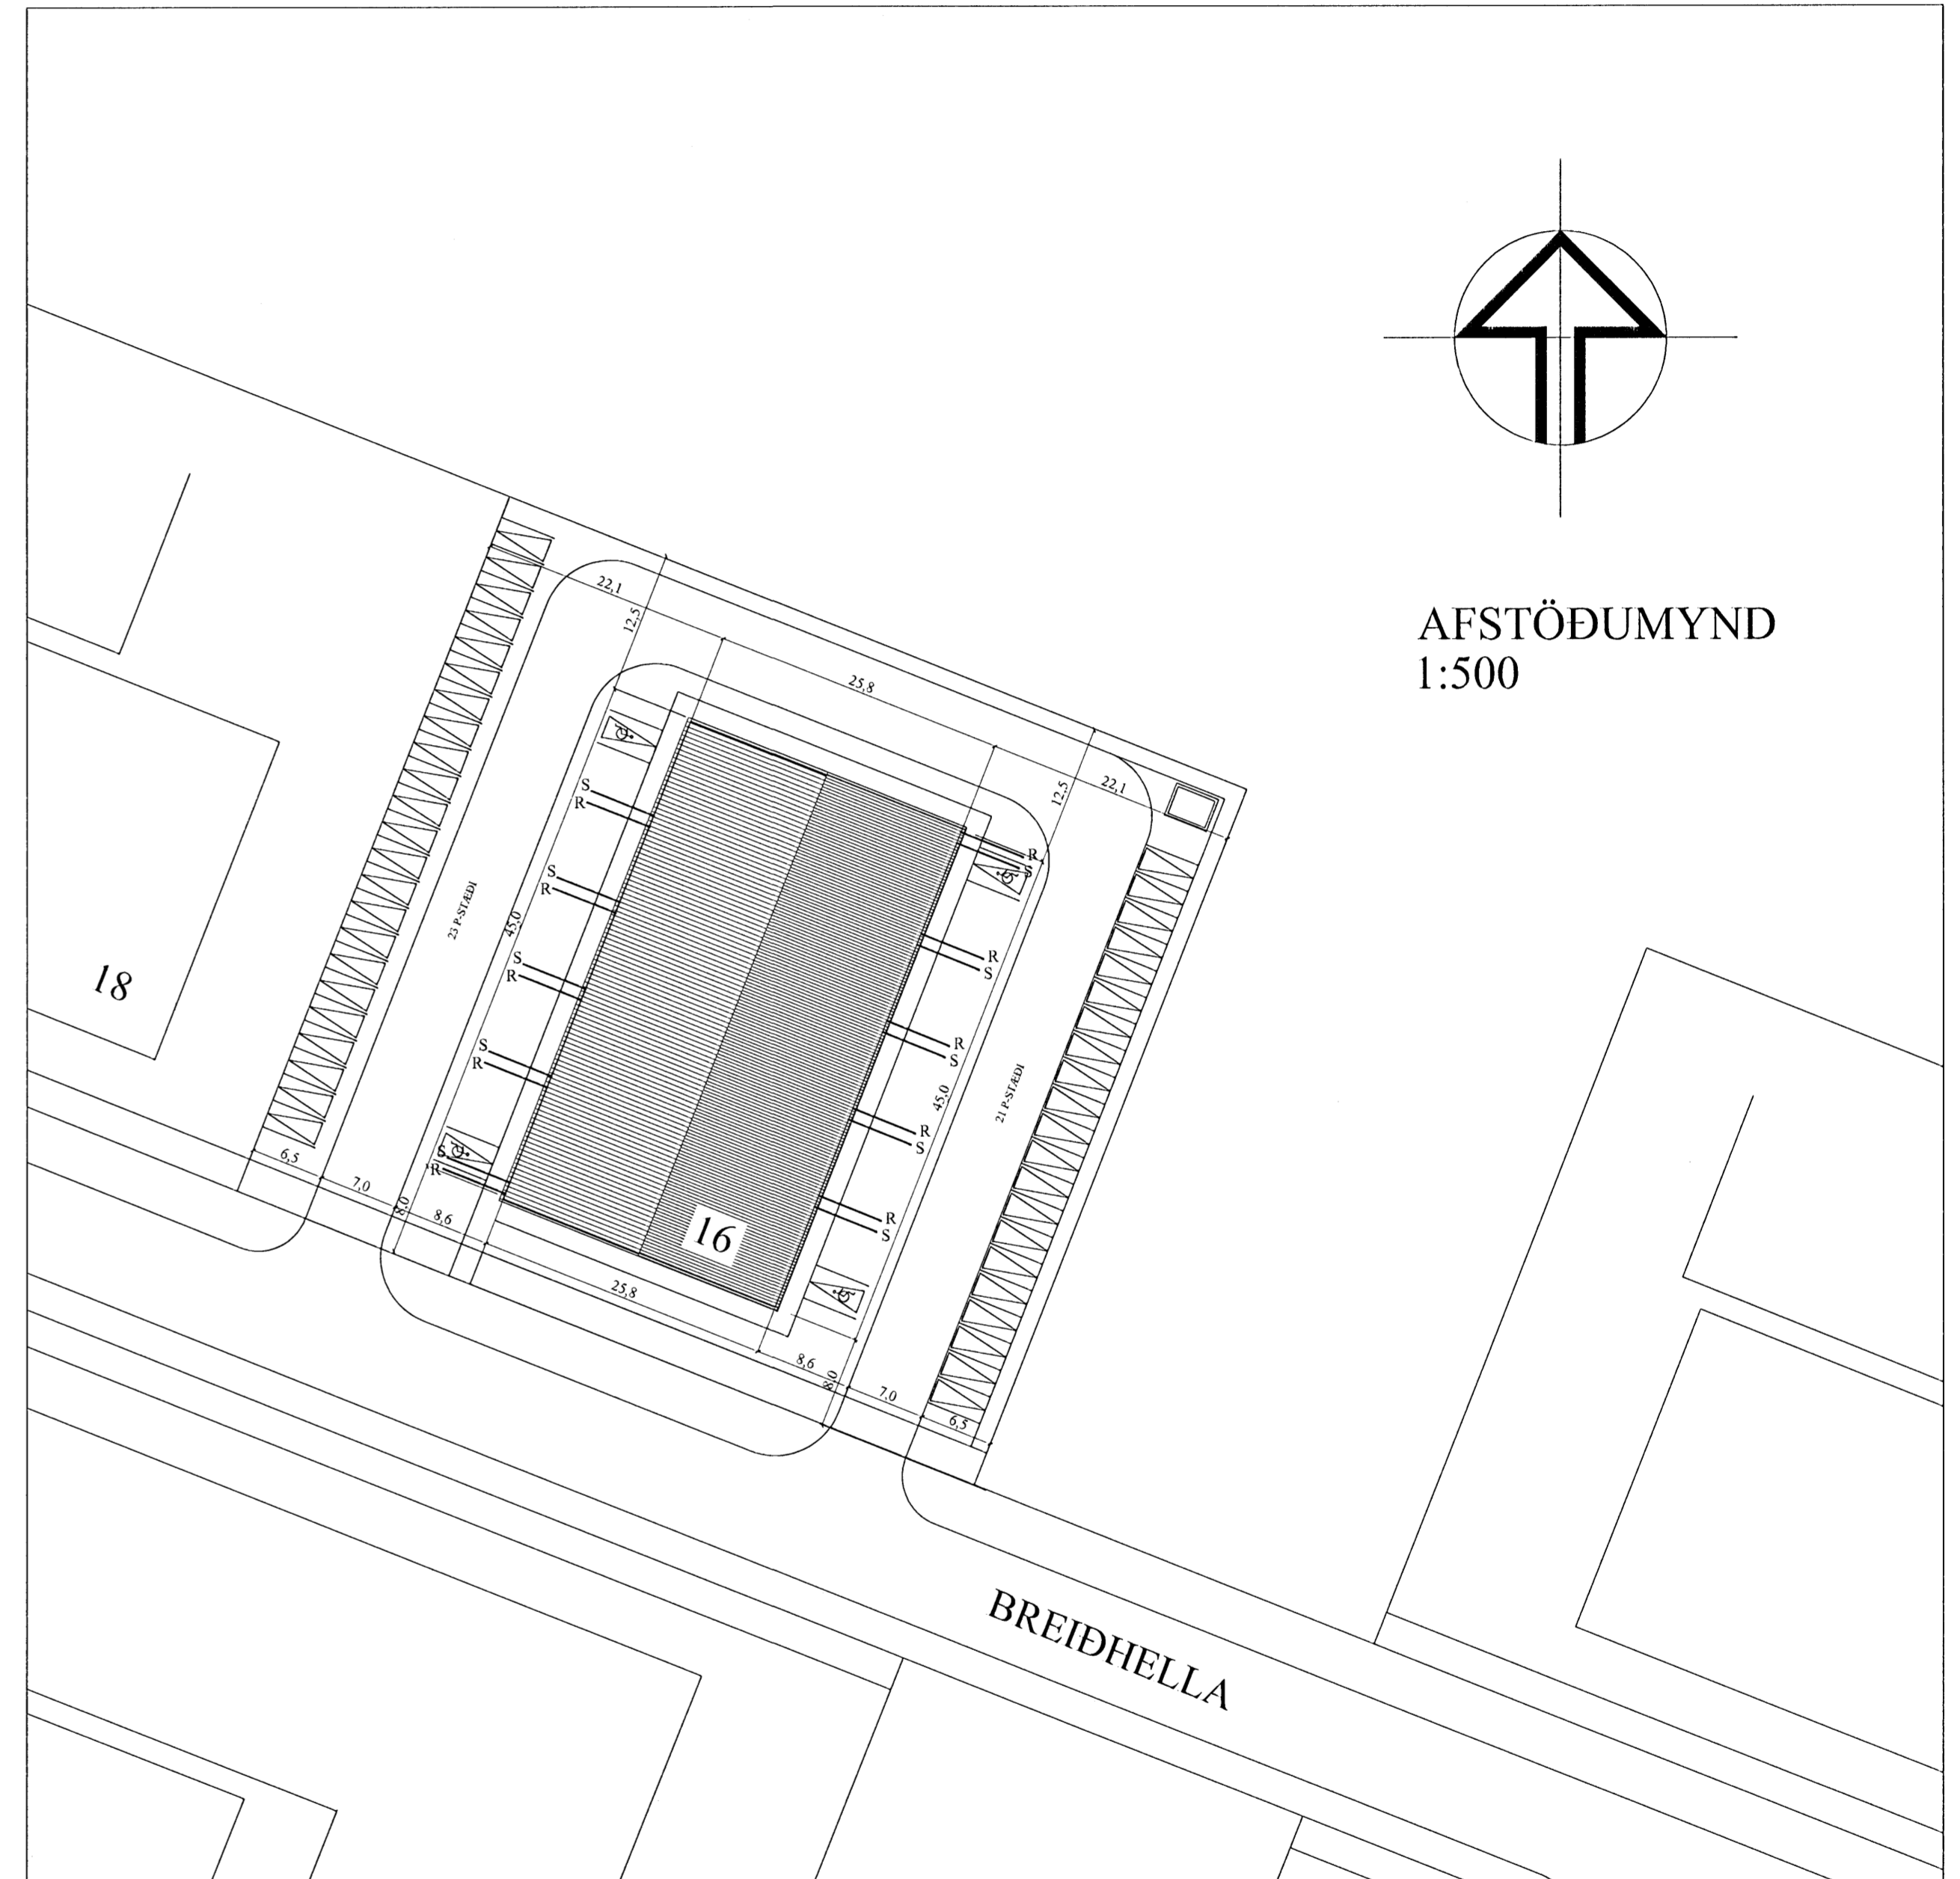 AFSTÖÐUMYND
1:500
22,1
12,5
25,8
12,5
22,1
S
R
R
S
S
R
23 P-STÆÐI
45,0
R
S
S
R
18
R
S
S
R
45,0
21 P-STÆÐI
R
S
S
R
6,5
7,0
8,0
8,6
R
S
16
25,8
8,6
8,0
7,0
6,5
BREIÐHELLA